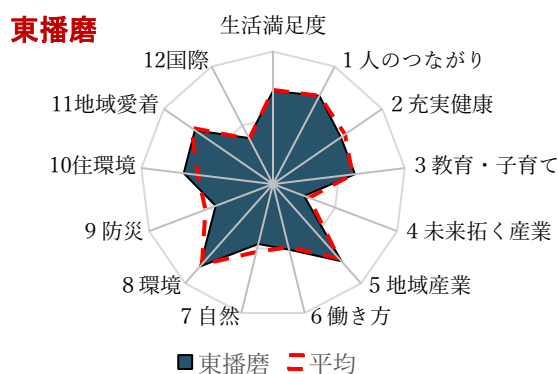 東播磨
生活満足度
1 人のつながり
2 充実健康
3 教育・子育て
4 未来拓く産業
5 地域産業
6 働き方
7 自然
8 環境
9 防災
10住環境
11地域愛着
12国際
東播磨 平均